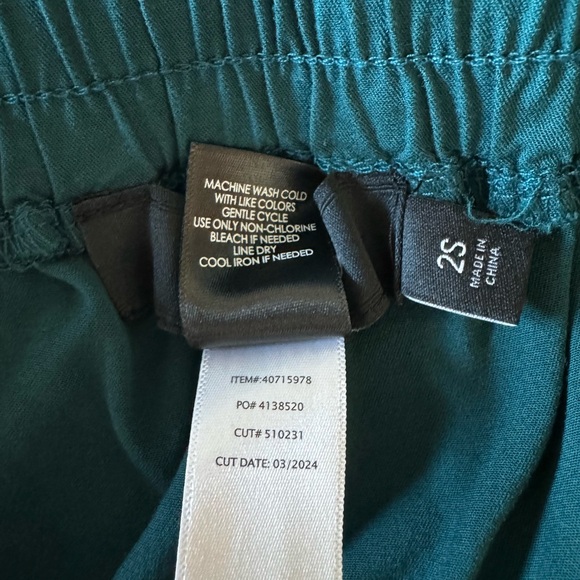 MACHINE WASH COLD
WITH LIKE COLORS
GENTLE CYCLE
USE ONLY NON-CHLORINE
BLEACH IF NEEDED
LINE DRY
COOL IRON IF NEEDED
2S
MADE IN
CHINA
ITEM#:40715978
PO# 4138520
CUT# 510231
CUT DATE: 03/2024